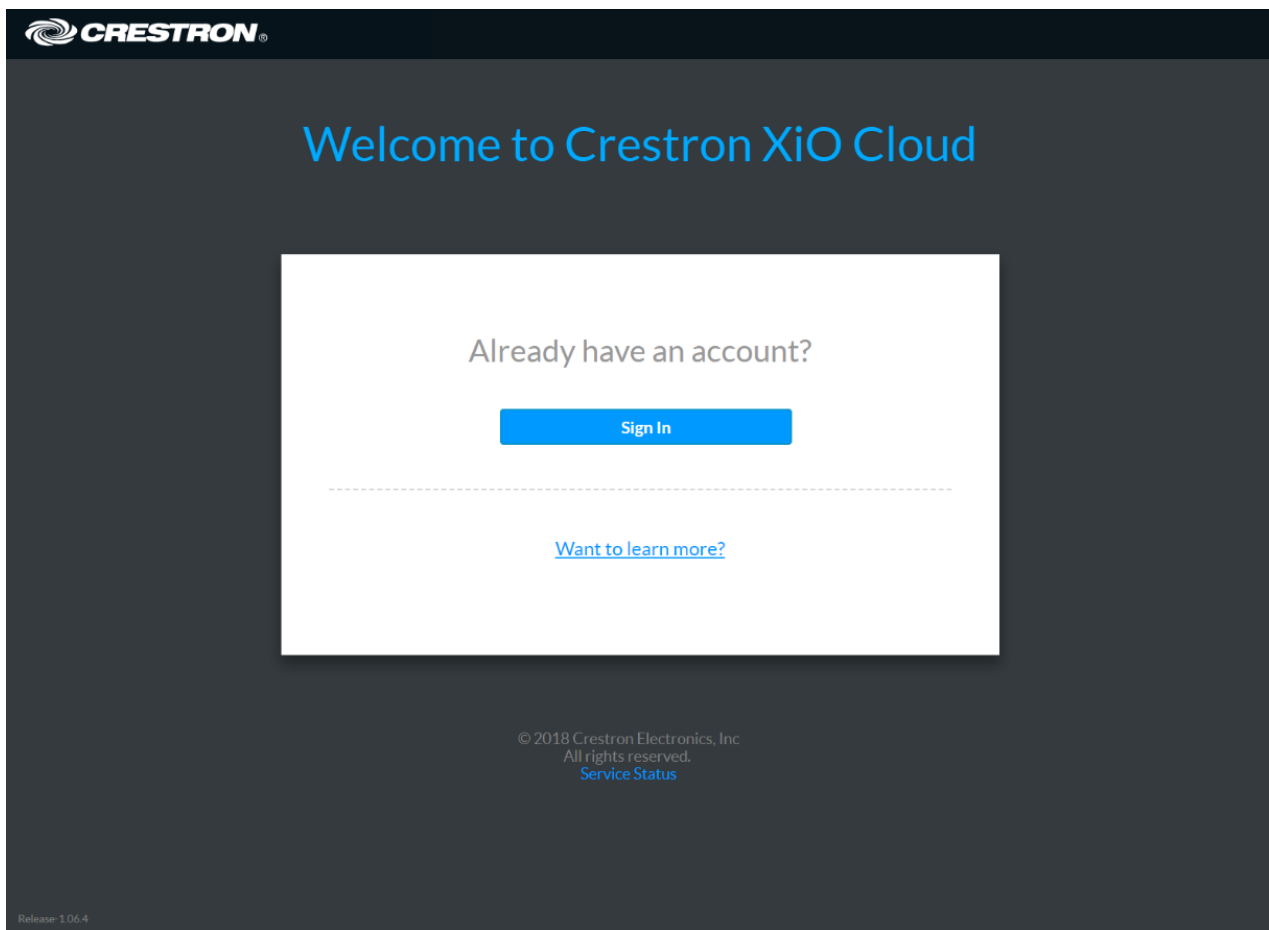 CRESTRON®
Welcome to Crestron XiO Cloud
Already have an account?
Sign In
Want to learn more?
© 2018 Crestron Electronics, Inc
All rights reserved.
Service Status
Release-1.06.4